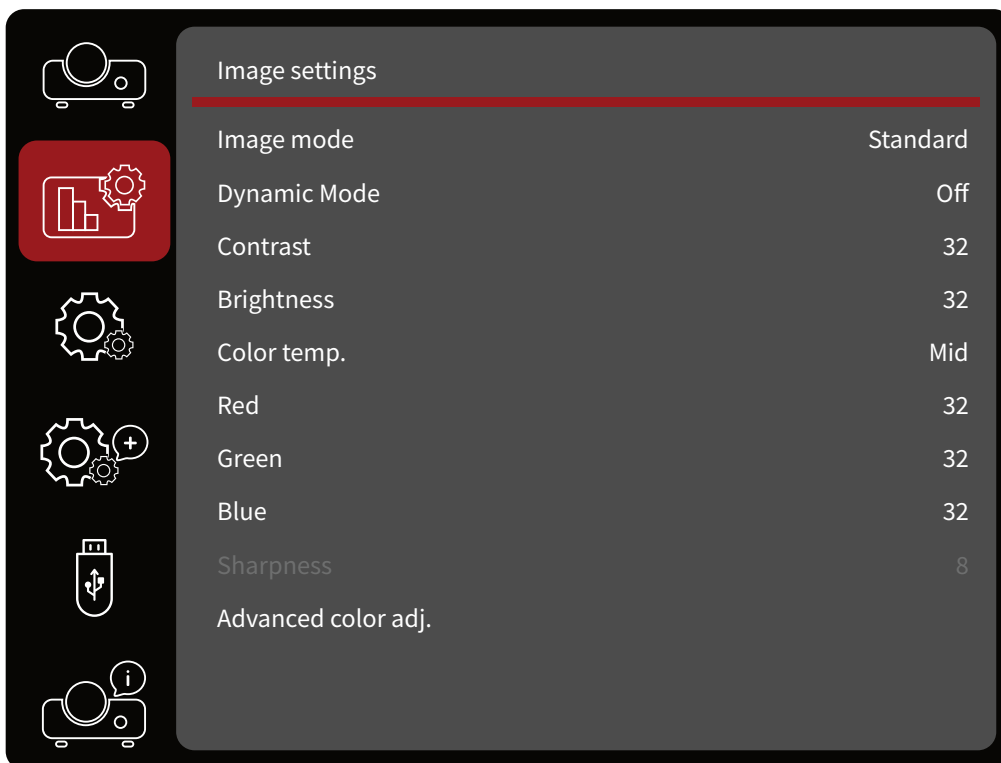 Image settings
Image mode Standard
Dynamic Mode Off
Contrast 32
Brightness 32
Color temp. Mid
Red 32
Green 32
Blue 32
Sharpness 8
Advanced color adj.